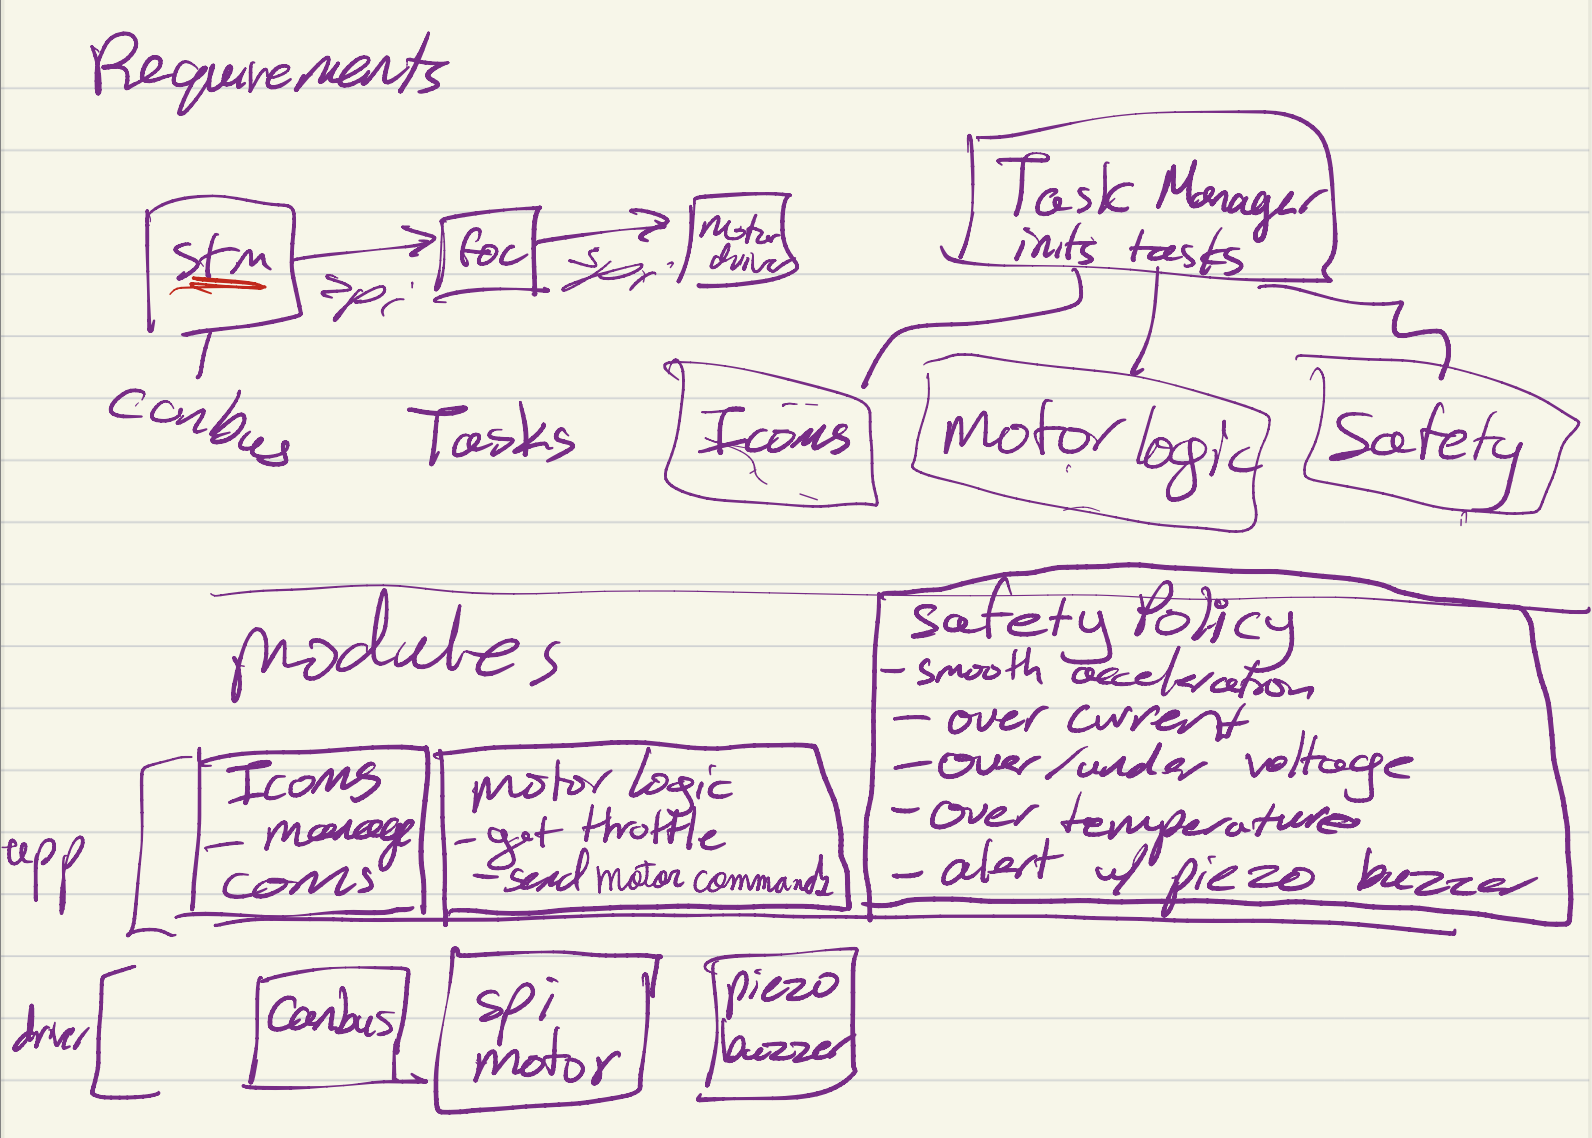 Requirements
Task Manager
inits tasks
stm
spi
foc
spi
Motor
driver
canbus
Tasks
Icoms
Motor logic
Safety
modules
Safety Policy
- smooth acceleration
- over current
- over/under voltage
- over temperature
- alert w/ piezo buzzer
app
Icoms
- manage
coms
motor logic
- get throttle
- send motor commands
driver
canbus
spi
motor
piezo
buzzer